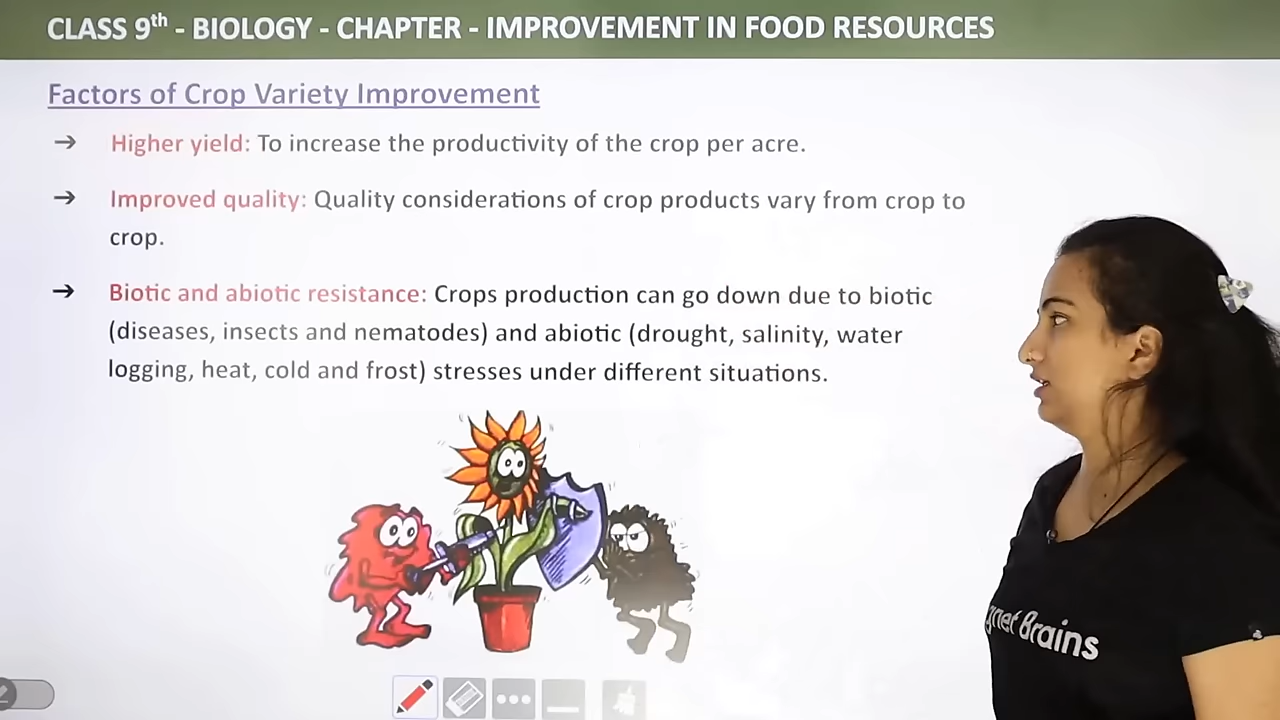 CLASS 9th - BIOLOGY - CHAPTER - IMPROVEMENT IN FOOD RESOURCES
Factors of Crop Variety Improvement
➔ Higher yield: To increase the productivity of the crop per acre.
➔ Improved quality: Quality considerations of crop products vary from crop to
crop.
➔ Biotic and abiotic resistance: Crops production can go down due to biotic
(diseases, insects and nematodes) and abiotic (drought, salinity, water
logging, heat, cold and frost) stresses under different situations.
gnet Brains